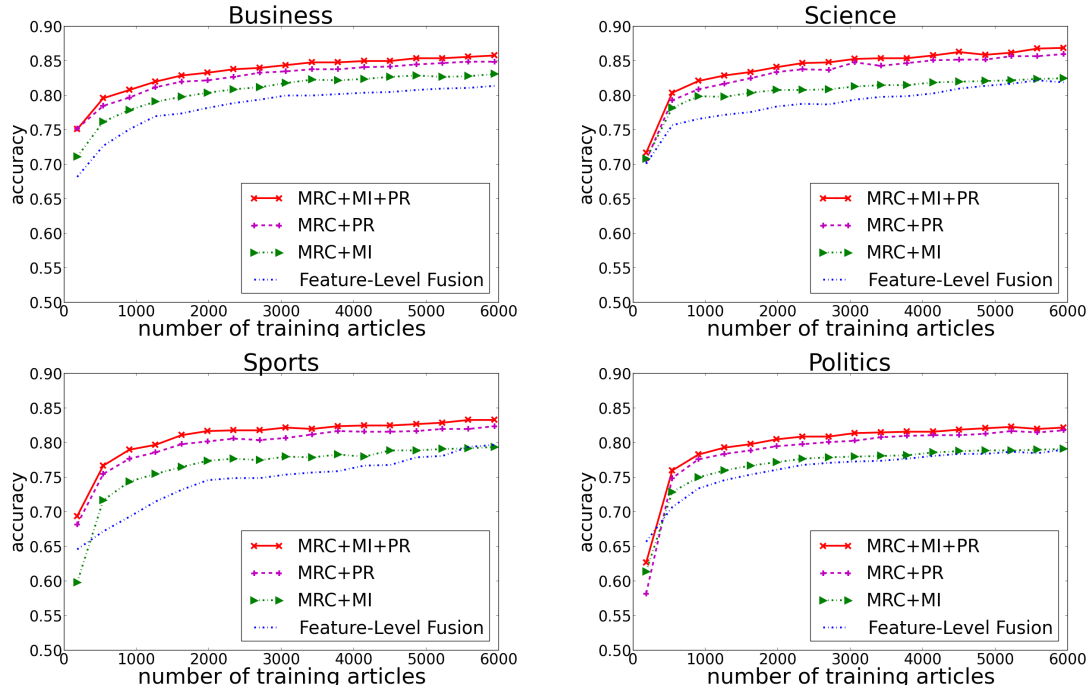 Business
0.90
0.85
0.80
0.75
0.70
0.65
0.60
0.55
0.50
accuracy
0 1000 2000 3000 4000 5000 6000
number of training articles
MRC+MI+PR
MRC+PR
MRC+MI
Feature-Level Fusion
Science
0.90
0.85
0.80
0.75
0.70
0.65
0.60
0.55
0.50
accuracy
0 1000 2000 3000 4000 5000 6000
number of training articles
MRC+MI+PR
MRC+PR
MRC+MI
Feature-Level Fusion
Sports
0.90
0.85
0.80
0.75
0.70
0.65
0.60
0.55
0.50
accuracy
0 1000 2000 3000 4000 5000 6000
number of training articles
MRC+MI+PR
MRC+PR
MRC+MI
Feature-Level Fusion
Politics
0.90
0.85
0.80
0.75
0.70
0.65
0.60
0.55
0.50
accuracy
0 1000 2000 3000 4000 5000 6000
number of training articles
MRC+MI+PR
MRC+PR
MRC+MI
Feature-Level Fusion